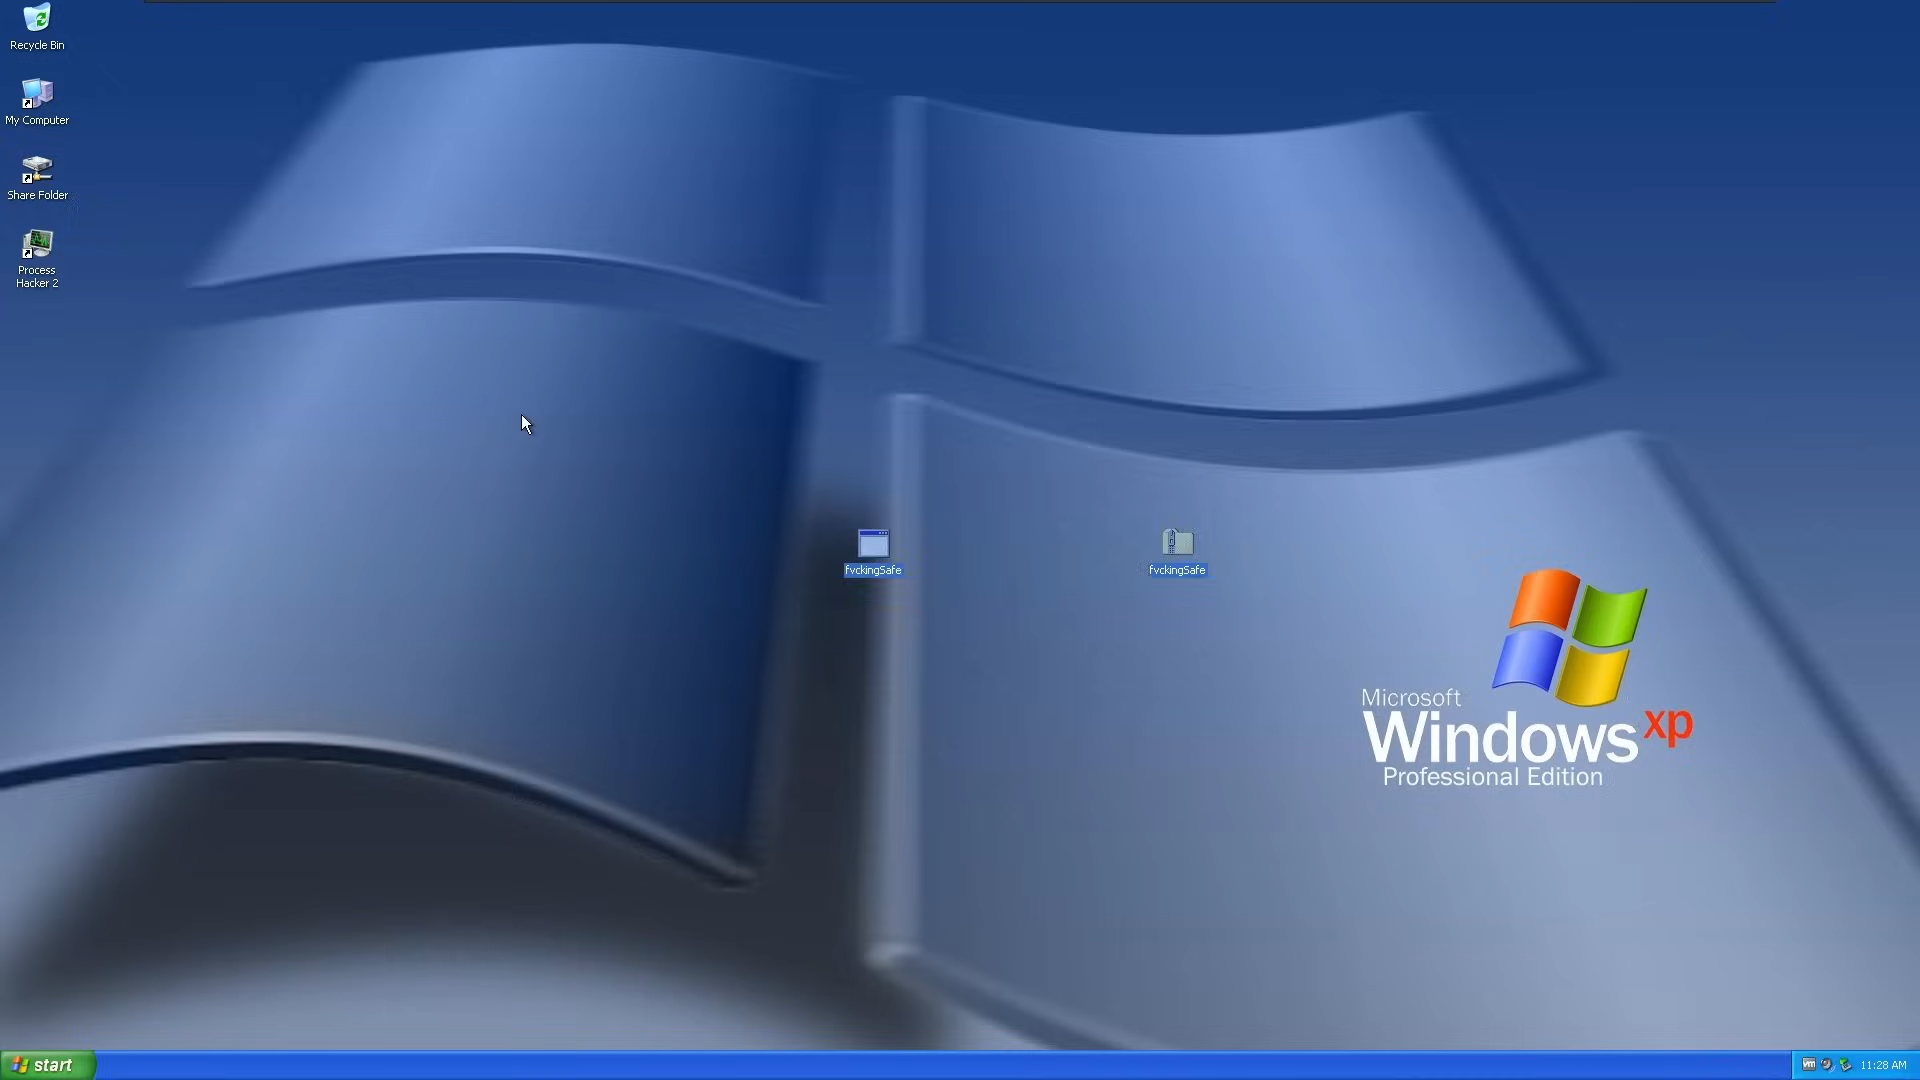 Recycle Bin
My Computer
Share Folder
Process
Hacker 2
fvckingSafe
fvckingSafe
Microsoft
Windows xp
Professional Edition
start
vm
11:28 AM